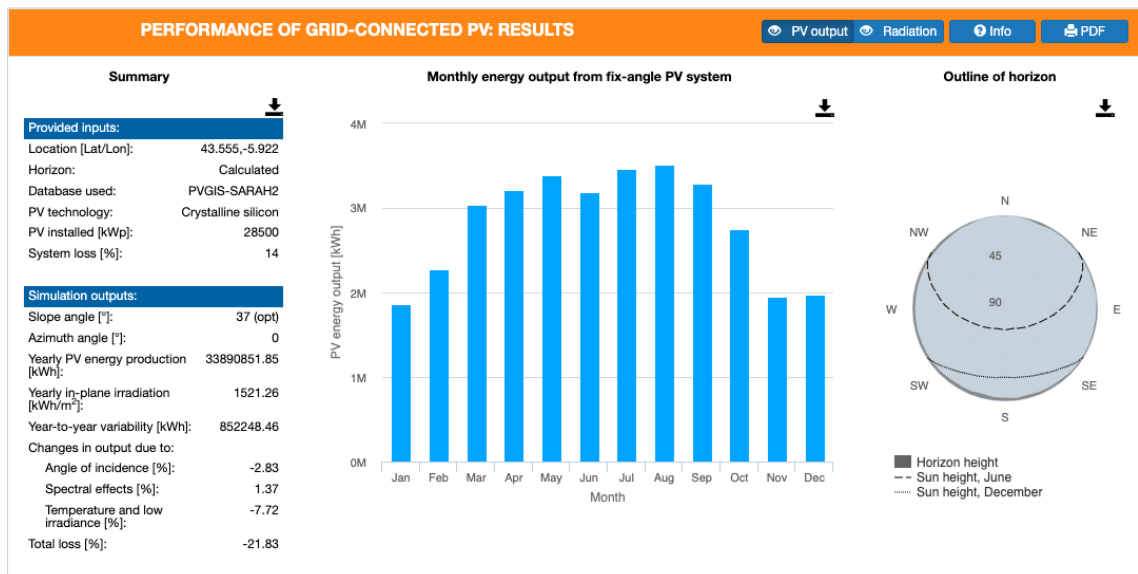 PERFORMANCE OF GRID-CONNECTED PV: RESULTS
PV output
Radiation
Info
PDF
Summary
Provided inputs:
Location [Lat/Lon]: 43.555,-5.922
Horizon: Calculated
Database used: PVGIS-SARAH2
PV technology: Crystalline silicon
PV installed [kWp]: 28500
System loss [%]: 14
Simulation outputs:
Slope angle [°]: 37 (opt)
Azimuth angle [°]: 0
Yearly PV energy production 33890851.85
[kWh]:
Yearly in-plane irradiation 1521.26
[kWh/m²]:
Year-to-year variability [kWh]: 852248.46
Changes in output due to:
Angle of incidence [%]: -2.83
Spectral effects [%]: 1.37
Temperature and low -7.72
irradiance [%]:
Total loss [%]: -21.83
Monthly energy output from fix-angle PV system
PV energy output [kWh]
4M
3M
2M
1M
0M
Jan Feb Mar Apr May Jun Jul Aug Sep Oct Nov Dec
Month
Outline of horizon
N
NW NE
45
90
W E
SW SE
S
Horizon height
Sun height, June
Sun height, December